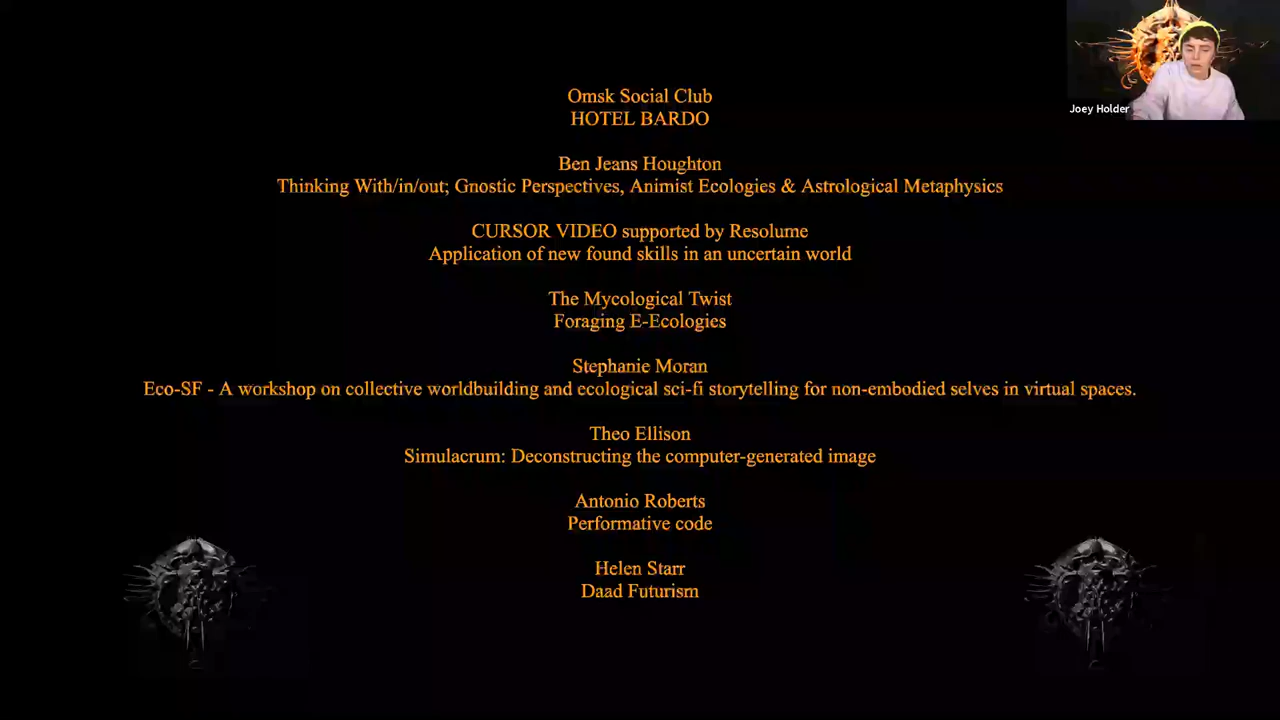 Omsk Social Club
HOTEL BARDO
Ben Jeans Houghton
Thinking With/in/out; Gnostic Perspectives, Animist Ecologies & Astrological Metaphysics
CURSOR VIDEO supported by Resolume
Application of new found skills in an uncertain world
The Mycological Twist
Foraging E-Ecologies
Stephanie Moran
Eco-SF - A workshop on collective worldbuilding and ecological sci-fi storytelling for non-embodied selves in virtual spaces.
Theo Ellison
Simulacrum: Deconstructing the computer-generated image
Antonio Roberts
Performative code
Helen Starr
Daad Futurism
Joey Holder